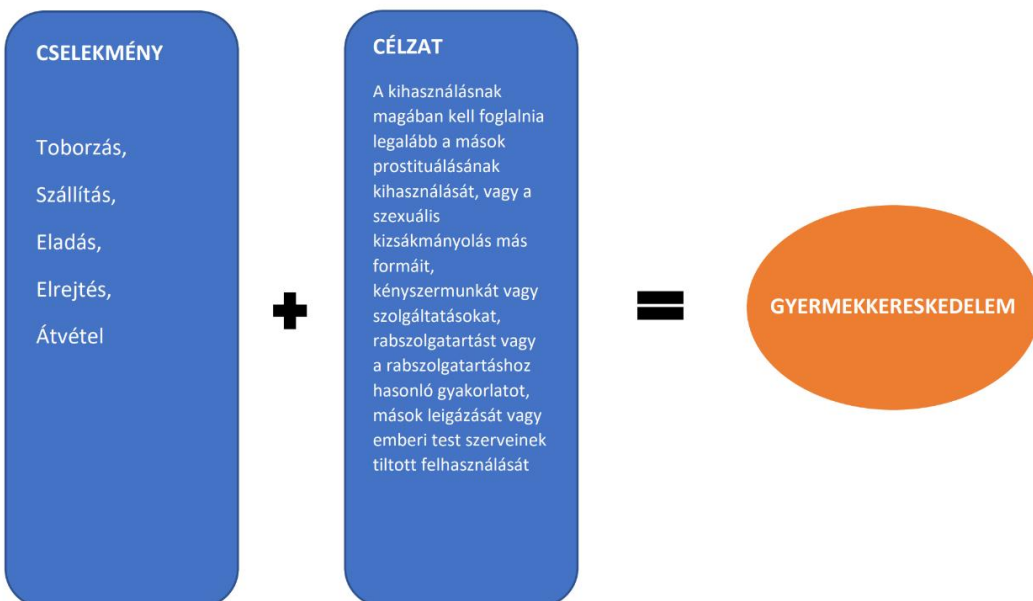 CSELEKMÉNY
Toborzás,
Szállítás,
Eladás,
Elrejtés,
Átvétel
CÉLZAT
A kihasználásnak
magában kell foglalnia
legalább a mások
prostituálásának
kihasználását, vagy a
szexuális
kizsákmányolás más
formáit,
kényszermunkát vagy
szolgáltatásokat,
rabszolgatartást vagy
a rabszolgatartáshoz
hasonló gyakorlatot,
mások leigázását vagy
emberi test szerveinek
tiltott felhasználását
GYERMEKKERESKEDELEM